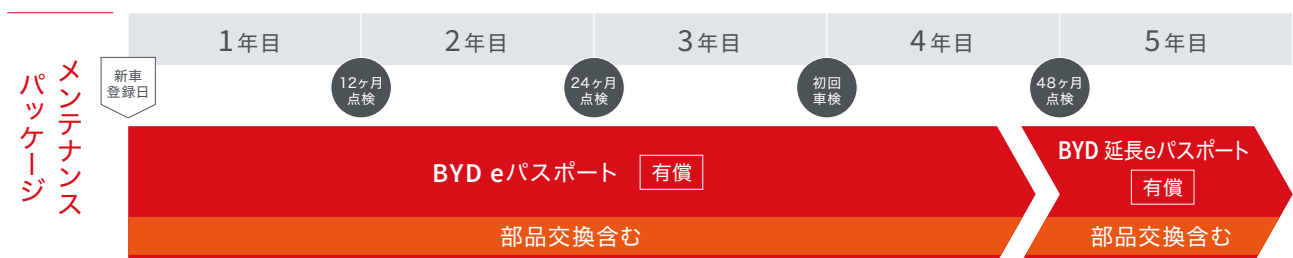 メンテナンス
パッケージ
1年目
2年目
3年目
4年目
5年目
新車
登録日
12ヶ月
点検
24ヶ月
点検
初回
車検
48ヶ月
点検
BYD eパスポート 有償
BYD 延長eパスポート
有償
部品交換含む
部品交換含む